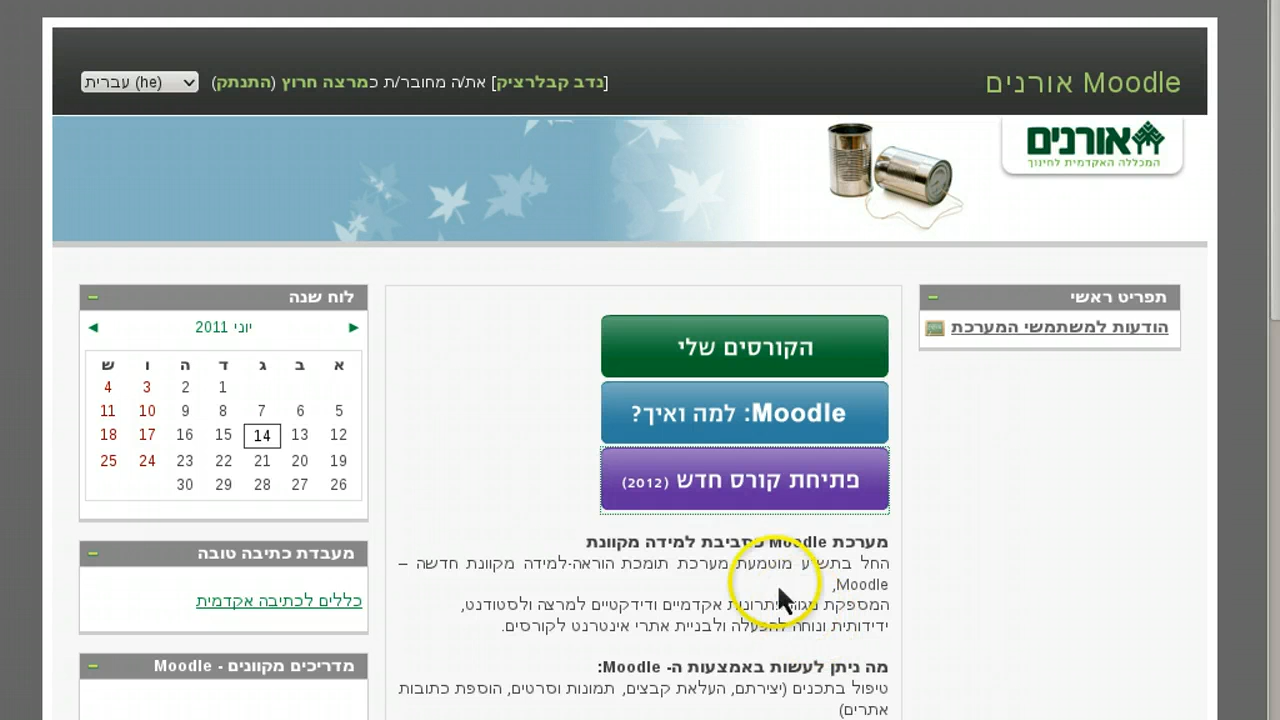 Moodle אורנים
[נדב קבלרציק] את/ה מחובר/ת כמרצה חרוץ (התנתק)
עברית (he)
אורנים
המכללה האקדמית לחינוך
תפריט ראשי
הודעות למשתמשי המערכת
הקורסים שלי
Moodle: למה ואיך?
פתיחת קורס חדש (2012)
מערכת Moodle כסביבת למידה מקוונת
החל בתשע מוטמעת מערכת תומכת הוראה-למידה מקוונת חדשה –
Moodle,
המספקת מגוון פתרונות אקדמיים ודידקטיים למרצה ולסטודנט,
ידידותית ונוחה להפעלה ולבניית אתרי אינטרנט לקורסים.
מה ניתן לעשות באמצעות ה- Moodle:
טיפול בתכנים (יצירתם, העלאת קבצים, תמונות וסרטים, הוספת כתובות
אתרים)
לוח שנה
יוני 2011
א ב ג ד ה ו ש
1 2 3 4
5 6 7 8 9 10 11
12 13 14 15 16 17 18
19 20 21 22 23 24 25
26 27 28 29 30
מעבדת כתיבה טובה
כללים לכתיבה אקדמית
מדריכים מקוונים - Moodle